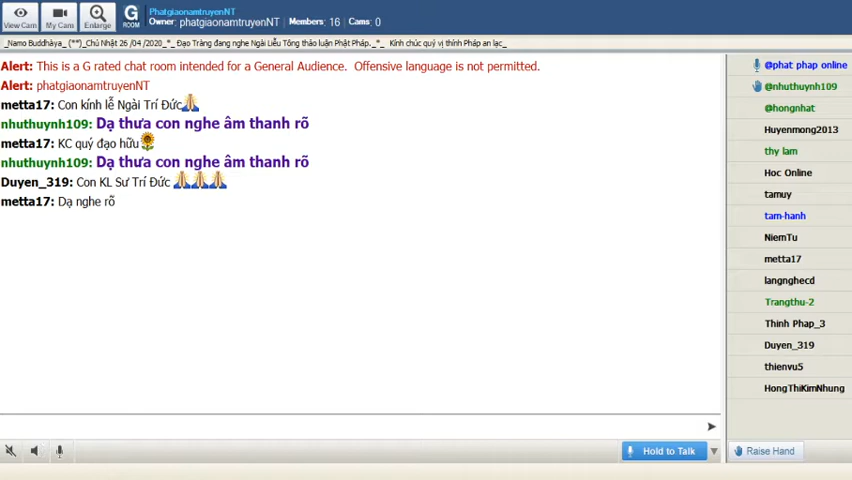 View Cam
My Cam
Enlarge
G
ROOM
PhatgiaonamtruyenNT
Owner: phatgiaonamtruyenNT Members: 16 Cams: 0
_Namo Buddhàya_ (**)_Chủ Nhật 26 /04 /2020_*_ Đạo Tràng đang nghe Ngài Liễu Tông thảo luận Phật Pháp._*_ Kính chúc quý vị thính Pháp an lạc_
Alert: This is a G rated chat room intended for a General Audience. Offensive language is not permitted.
Alert: phatgiaonamtruyenNT
metta17: Con kính lễ Ngài Trí Đức🙏
nhuthuynh109: Dạ thưa con nghe âm thanh rõ
metta17: KC quý đạo hữu🌻
nhuthuynh109: Dạ thưa con nghe âm thanh rõ
Duyen_319: Con KL Sư Trí Đức 🙏🙏🙏
metta17: Dạ nghe rõ
@phat phap online
@nhuthuynh109
@hongnhat
Huyenmong2013
thy lam
Hoc Online
tamuy
tam-hanh
NiemTu
metta17
langnghecd
Trangthu-2
Thinh Phap_3
Duyen_319
thienvu5
HongThiKimNhung
Hold to Talk
Raise Hand